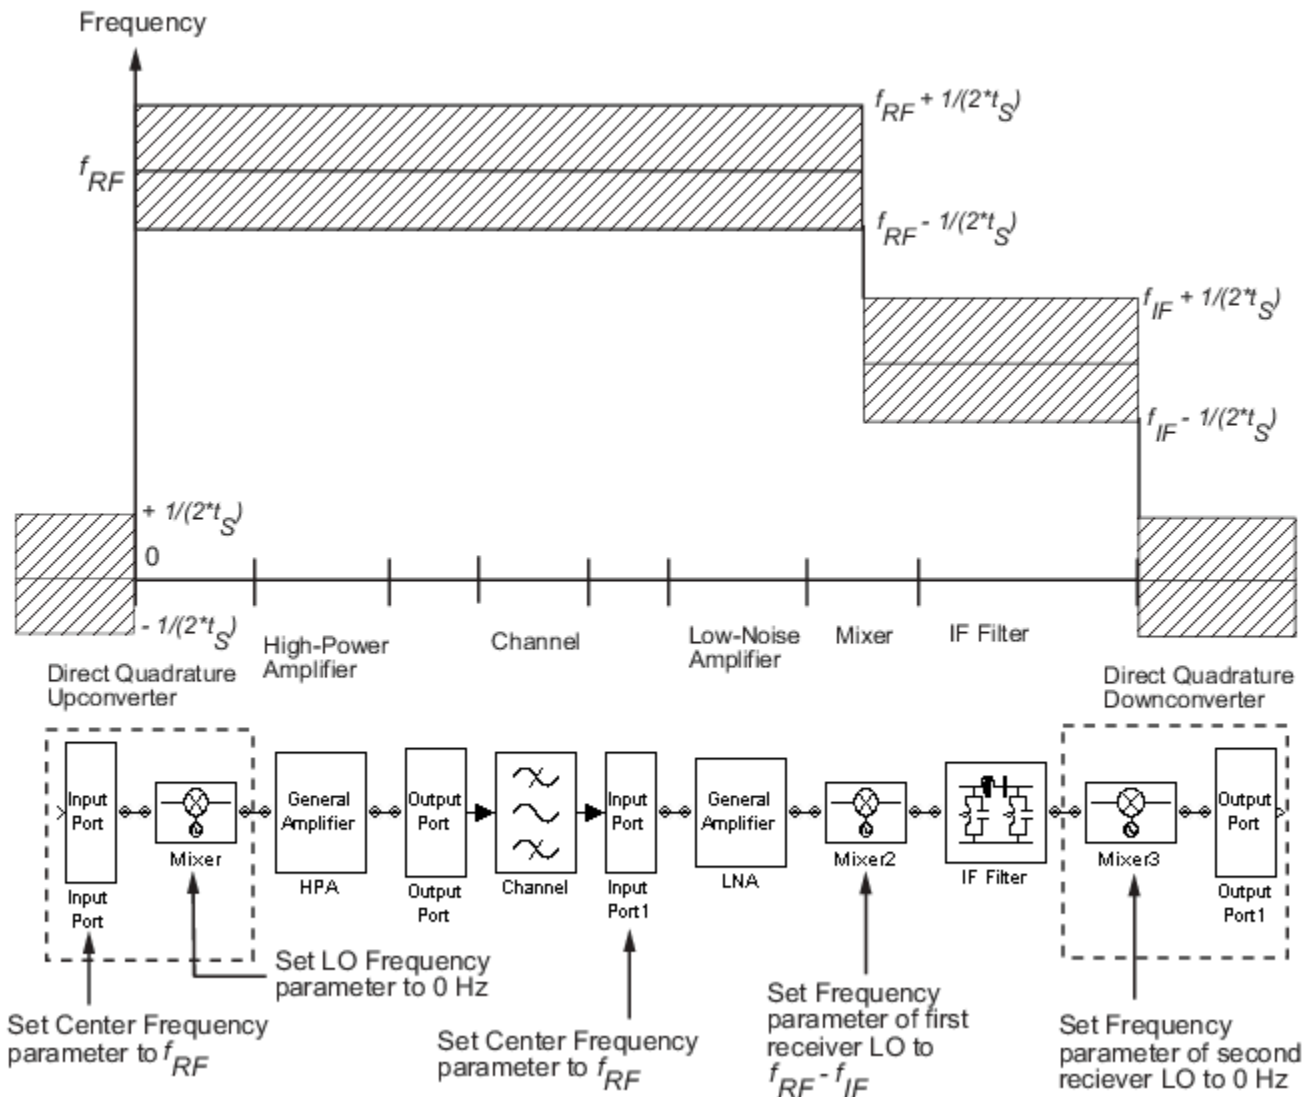 Frequency
f_RF + 1/(2*t_S)
f_RF
f_RF - 1/(2*t_S)
f_IF + 1/(2*t_S)
f_IF - 1/(2*t_S)
+ 1/(2*t_S)
0
- 1/(2*t_S)
High-Power
Amplifier
Channel
Low-Noise
Amplifier
Mixer
IF Filter
Direct Quadrature
Upconverter
Direct Quadrature
Downconverter
Input
Port
Input
Port
Mixer
General
Amplifier
HPA
Output
Port
Output
Port
Channel
Input
Port
Input
Port1
General
Amplifier
LNA
Mixer2
IF Filter
Mixer3
Output
Port
Output
Port1
Set Center Frequency
parameter to f_RF
Set LO Frequency
parameter to 0 Hz
Set Center Frequency
parameter to f_RF
Set Frequency
parameter of first
receiver LO to
f_RF - f_IF
Set Frequency
parameter of second
reciever LO to 0 Hz